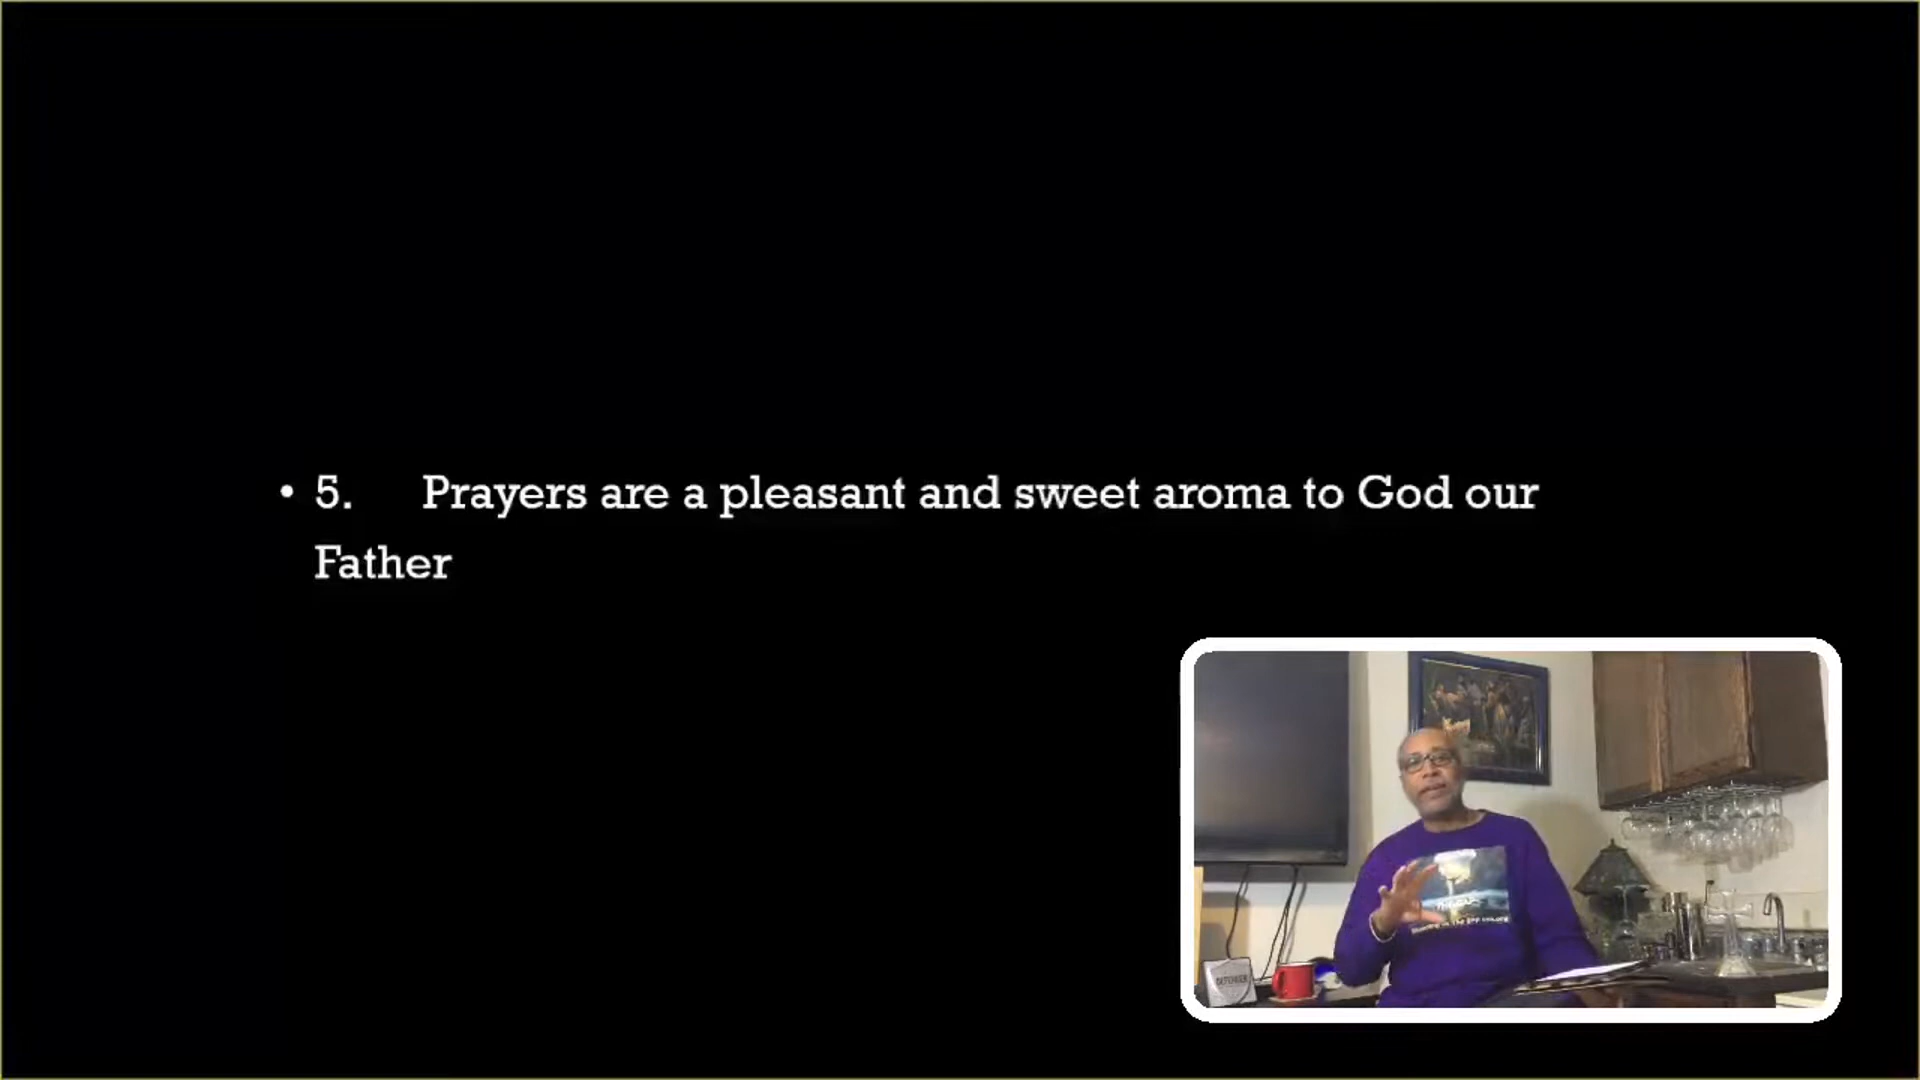 • 5. Prayers are a pleasant and sweet aroma to God our
Father